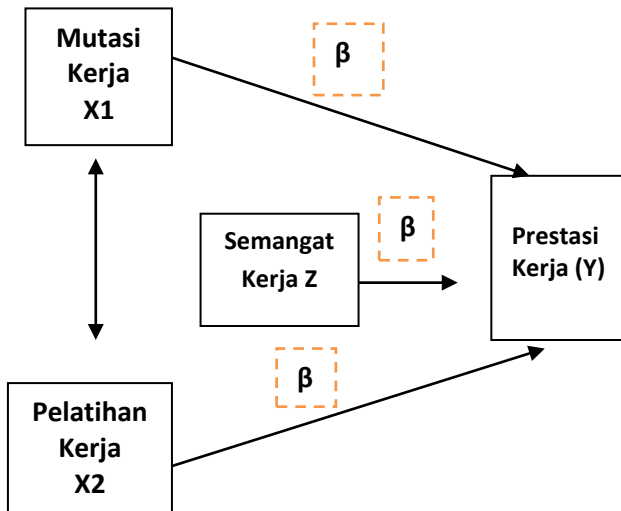 Mutasi
Kerja
X1
β
Semangat
Kerja Z
β
Prestasi
Kerja (Y)
β
Pelatihan
Kerja
X2